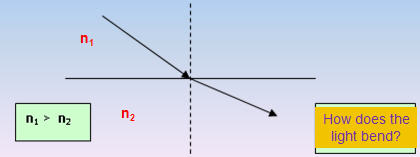 n₁
n₂
n₁ > n₂
How does the
light bend?